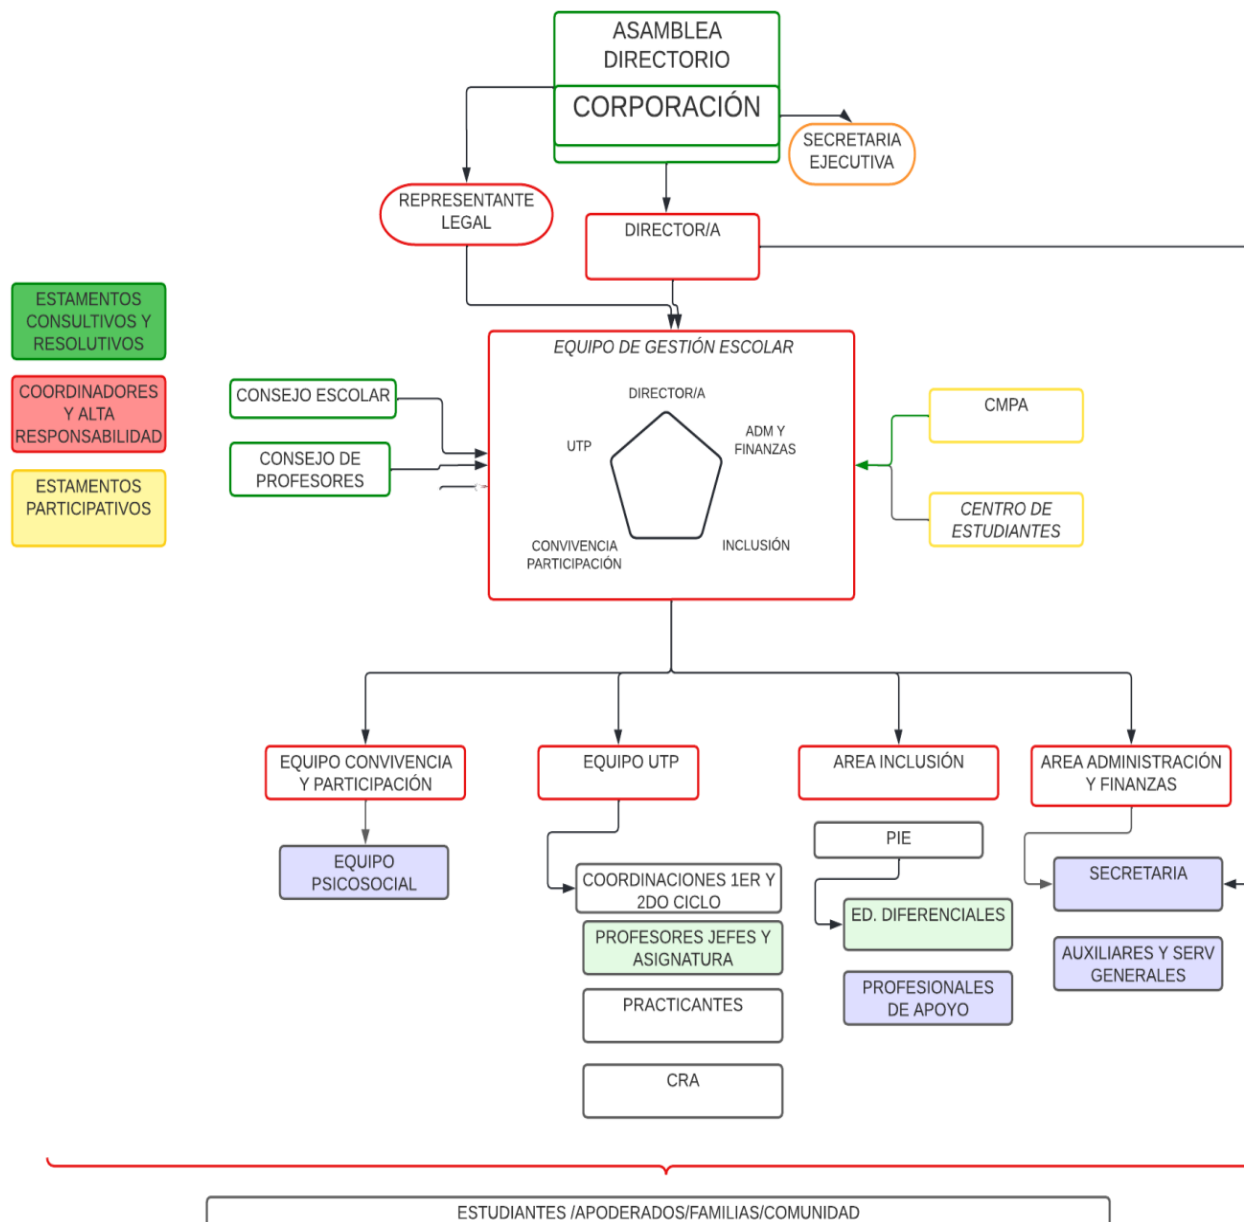 ASAMBLEA
DIRECTORIO
CORPORACIÓN
SECRETARIA
EJECUTIVA
REPRESENTANTE
LEGAL
DIRECTOR/A
ESTAMENTOS
CONSULTIVOS Y
RESOLUTIVOS
COORDINADORES
Y ALTA
RESPONSABILIDAD
ESTAMENTOS
PARTICIPATIVOS
CONSEJO ESCOLAR
CONSEJO DE
PROFESORES
EQUIPO DE GESTIÓN ESCOLAR
DIRECTOR/A
UTP
ADM Y
FINANZAS
CONVIVENCIA
PARTICIPACIÓN
INCLUSIÓN
CMPA
CENTRO DE
ESTUDIANTES
EQUIPO CONVIVENCIA
Y PARTICIPACIÓN
EQUIPO
PSICOSOCIAL
EQUIPO UTP
COORDINACIONES 1ER Y
2DO CICLO
PROFESORES JEFES Y
ASIGNATURA
PRACTICANTES
CRA
AREA INCLUSIÓN
PIE
ED. DIFERENCIALES
PROFESIONALES
DE APOYO
AREA ADMINISTRACIÓN
Y FINANZAS
SECRETARIA
AUXILIARES Y SERV
GENERALES
ESTUDIANTES /APODERADOS/FAMILIAS/COMUNIDAD